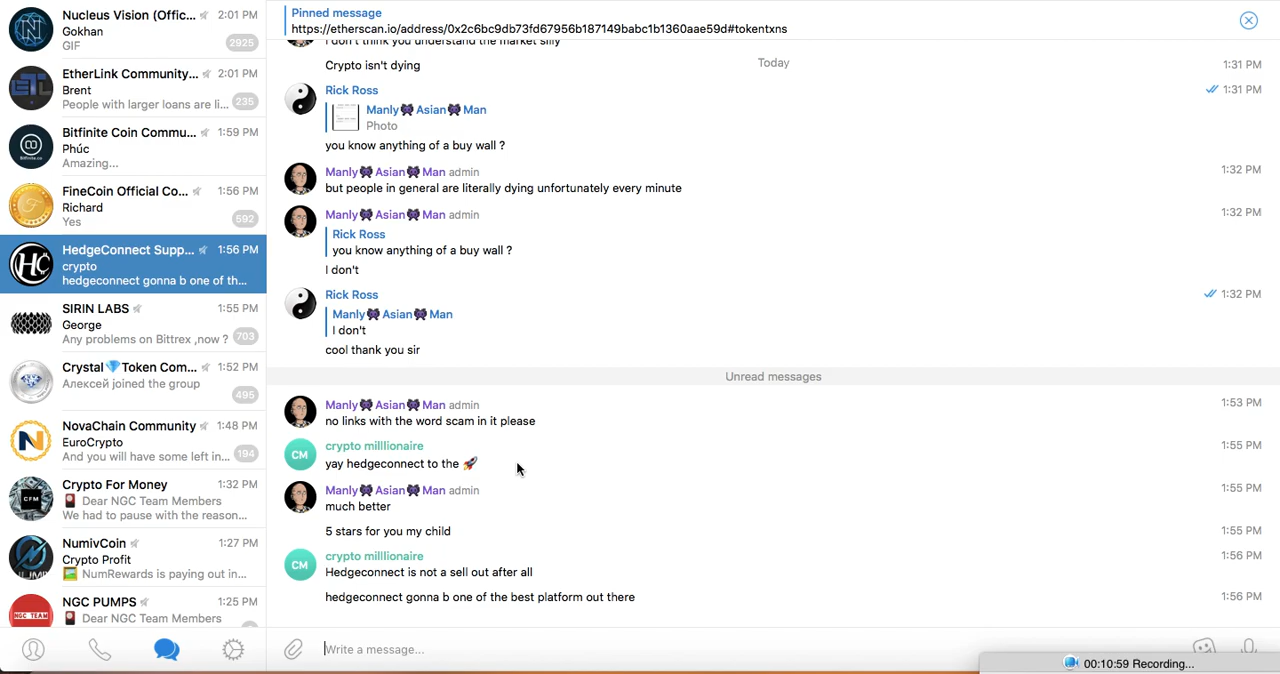 Nucleus Vision (Offic... 2:01 PM
Gokhan
GIF 2925
EtherLink Community... 2:01 PM
Brent
People with larger loans are li... 235
Bitfinite Coin Commu... 1:59 PM
Phúc
Amazing...
FineCoin Official Co... 1:56 PM
Richard
Yes 592
HedgeConnect Supp... 1:56 PM
crypto
hedgeconnect gonna b one of th...
SIRIN LABS 1:55 PM
George
Any problems on Bittrex ,now ? 703
Crystal💎Token Com... 1:52 PM
Алексей joined the group
495
NovaChain Community 1:48 PM
EuroCrypto
And you will have some left in... 194
Crypto For Money 1:32 PM
🎴 Dear NGC Team Members
We had to pause with the reason...
NumivCoin 1:27 PM
Crypto Profit
🖼️ NumRewards is paying out in...
NGC PUMPS 1:25 PM
🎴 Dear NGC Team Members
Pinned message
https://etherscan.io/address/0x2c6bc9db73fd67956b187149babc1b1360aae59d#tokentxns
I don't think you understand the market silly
Today
Crypto isn't dying 1:31 PM
Rick Ross 1:31 PM
Manly👾Asian👾Man
Photo
you know anything of a buy wall ?
Manly👾Asian👾Man admin 1:32 PM
but people in general are literally dying unfortunately every minute
Manly👾Asian👾Man admin 1:32 PM
Rick Ross
you know anything of a buy wall ?
I don't
Rick Ross 1:32 PM
Manly👾Asian👾Man
I don't
cool thank you sir
Unread messages
Manly👾Asian👾Man admin 1:53 PM
no links with the word scam in it please
CM
crypto milllionaire 1:55 PM
yay hedgeconnect to the 🚀
Manly👾Asian👾Man admin 1:55 PM
much better
5 stars for you my child 1:55 PM
CM
crypto milllionaire 1:56 PM
Hedgeconnect is not a sell out after all
hedgeconnect gonna b one of the best platform out there 1:56 PM
Write a message...
00:10:59 Recording...